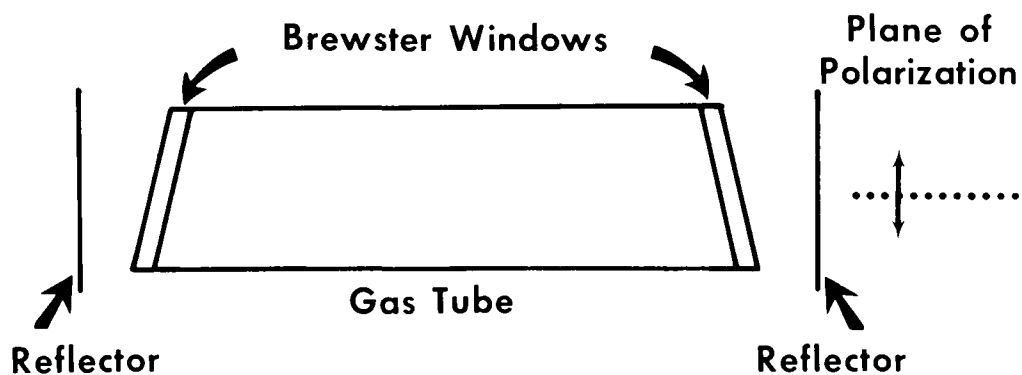 Brewster Windows
Plane of
Polarization
Gas Tube
Reflector
Reflector